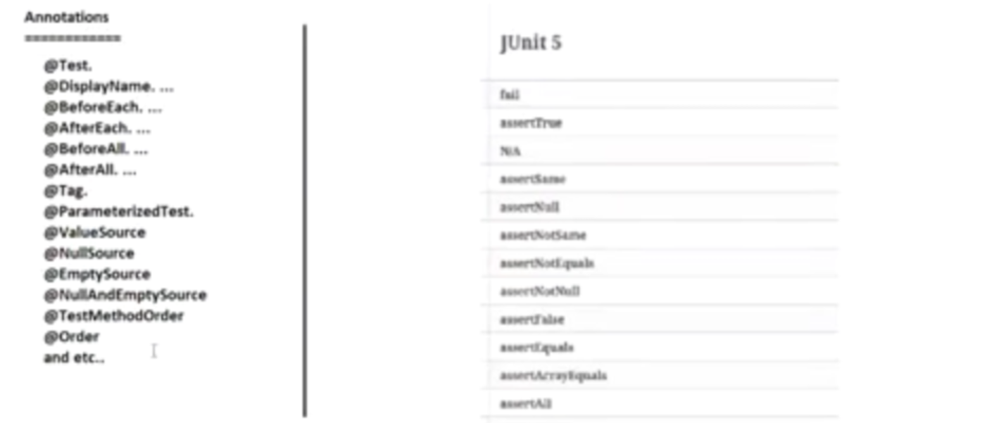 Annotations
============
@Test.
@DisplayName. ...
@BeforeEach. ...
@AfterEach. ...
@BeforeAll. ...
@AfterAll. ...
@Tag.
@ParameterizedTest.
@ValueSource
@NullSource
@EmptySource
@NullAndEmptySource
@TestMethodOrder
@Order
and etc..
JUnit 5
fail
assertTrue
N/A
assertSame
assertNull
assertNotSame
assertNotEquals
assertNotNull
assertFalse
assertEquals
assertArrayEquals
assertAll